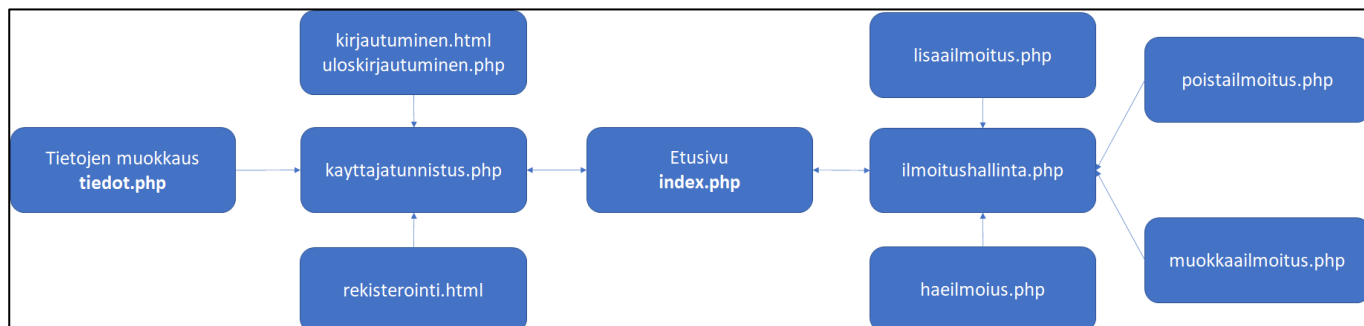 kirjautuminen.html
uloskirjautuminen.php
lisaailmoitus.php
poistailmoitus.php
Tietojen muokkaus
tiedot.php
kayttajatunnistus.php
Etusivu
index.php
ilmoitushallinta.php
rekisterointi.html
haeilmoius.php
muokkaailmoitus.php